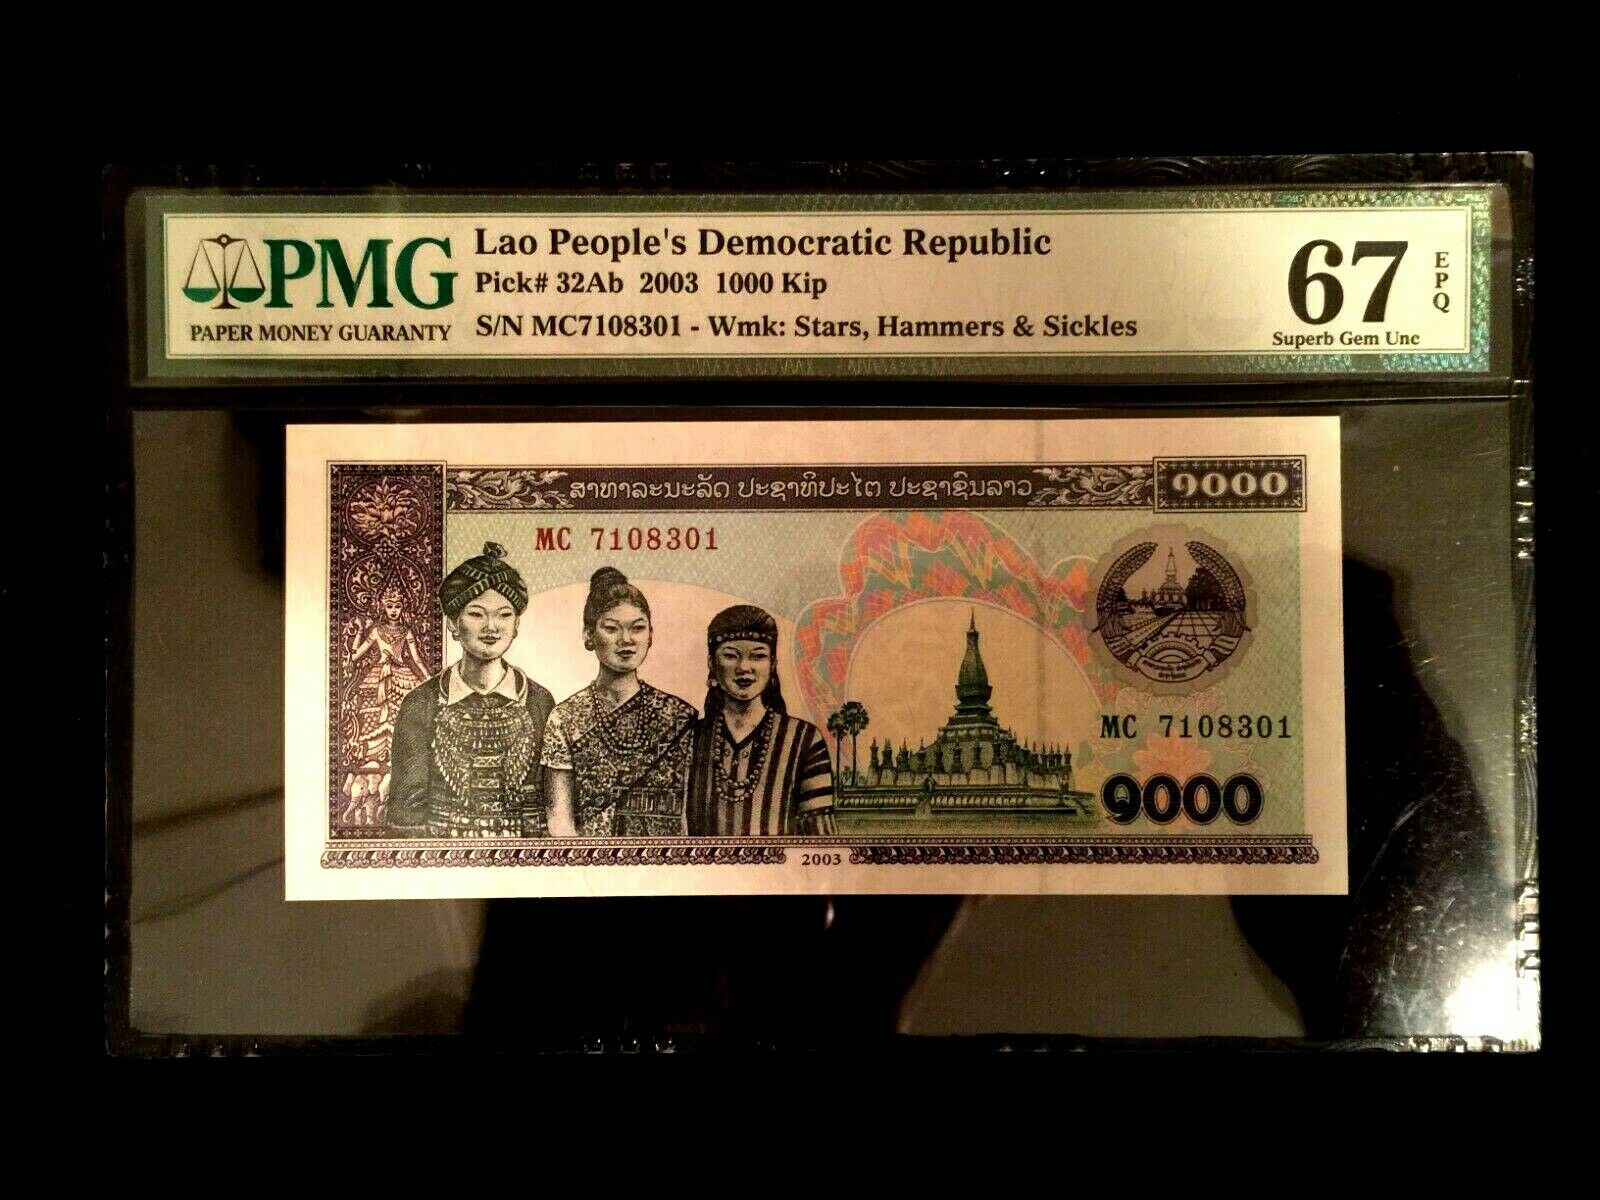 PMG
PAPER MONEY GUARANTY
Lao People's Democratic Republic
Pick# 32Ab 2003 1000 Kip
S/N MC7108301 - Wmk: Stars, Hammers & Sickles
67
EPQ
Superb Gem Unc
ສາທາລະນະລັດ ປະຊາທິປະໄຕ ປະຊາຊົນລາວ
໑໐໐໐
MC 7108301
MC 7108301
໑໐໐໐
2003